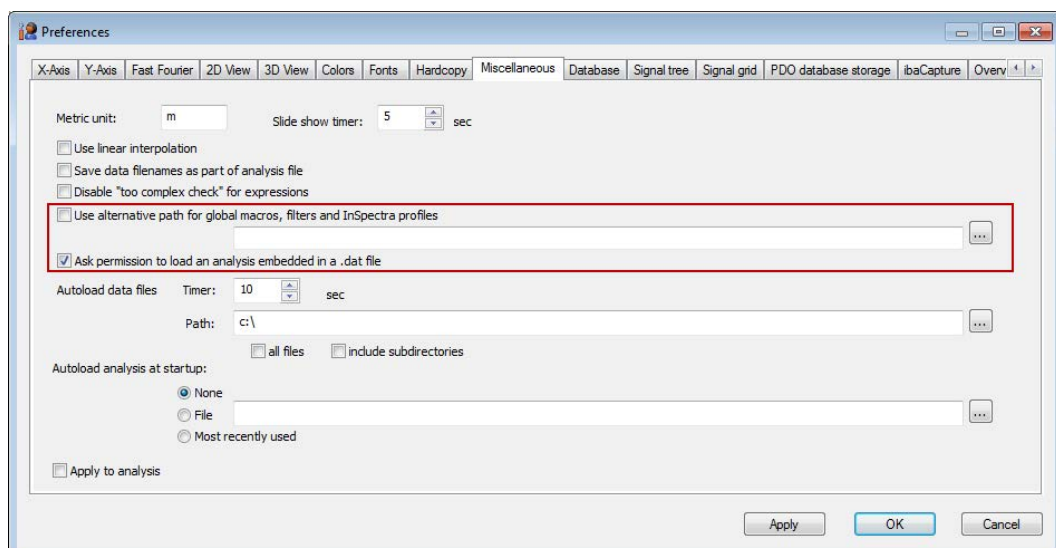 Preferences
X-Axis Y-Axis Fast Fourier 2D View 3D View Colors Fonts Hardcopy Miscellaneous Database Signal tree Signal grid PDO database storage ibaCapture Overv
Metric unit: m Slide show timer: 5 sec
Use linear interpolation
Save data filenames as part of analysis file
Disable "too complex check" for expressions
Use alternative path for global macros, filters and InSpectra profiles
...
Ask permission to load an analysis embedded in a .dat file
Autoload data files Timer: 10 sec
Path: c:\ ...
all files include subdirectories
Autoload analysis at startup:
None
File ...
Most recently used
Apply to analysis
Apply OK Cancel